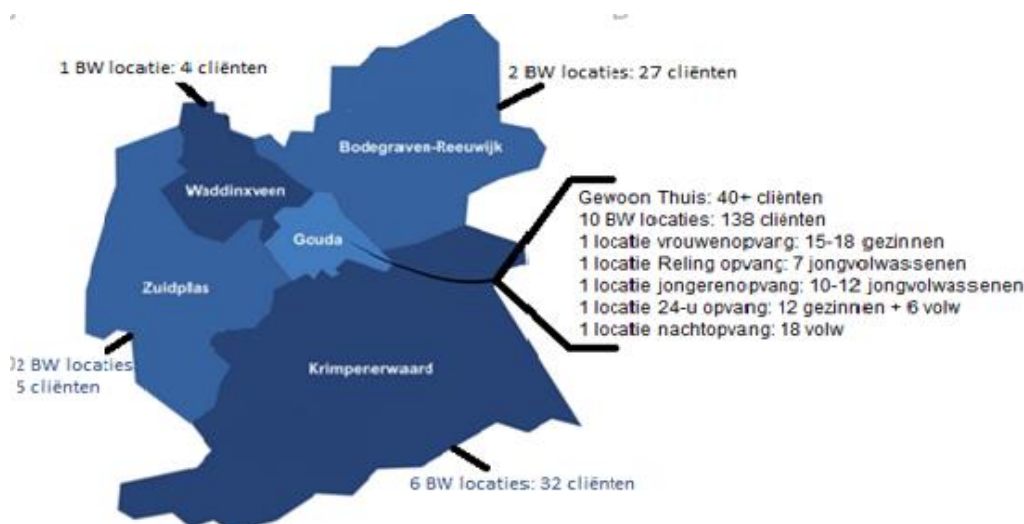 1 BW locatie: 4 cliënten
2 BW locaties: 27 cliënten
Bodegraven-Reeuwijk
Waddinxveen
Gouda
Gewoon Thuis: 40+ cliënten
10 BW locaties: 138 cliënten
1 locatie vrouwenopvang: 15-18 gezinnen
1 locatie Reling opvang: 7 jongvolwassenen
1 locatie jongerenopvang: 10-12 jongvolwassenen
1 locatie 24-u opvang: 12 gezinnen + 6 volw
1 locatie nachtopvang: 18 volw
Zuidplas
2 BW locaties
5 cliënten
Krimpenerwaard
6 BW locaties: 32 cliënten